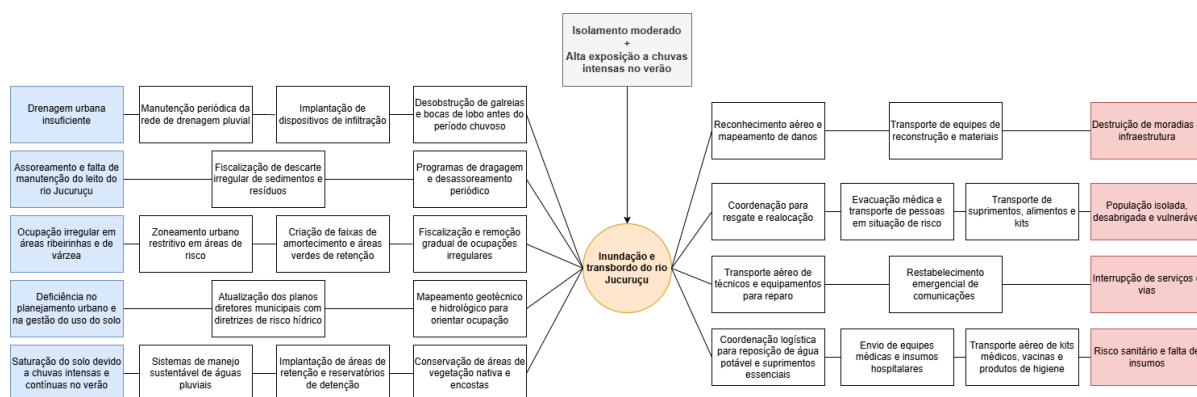 Isolamento moderado
+
Alta exposição a chuvas
intensas no verão
Drenagem urbana
insuficiente
Manutenção periódica da
rede de drenagem pluvial
Implantação de
dispositivos de infiltração
Desobstrução de galreias
e bocas de lobo antes do
período chuvoso
Assoreamento e falta de
manutenção do leito do
rio Jucuruçu
Fiscalização de descarte
irregular de sedimentos e
resíduos
Programas de dragagem
e desassoreamento
periódico
Ocupação irregular em
áreas ribeirinhas e de
várzea
Zoneamento urbano
restritivo em áreas de
risco
Criação de faixas de
amortecimento e áreas
verdes de retenção
Fiscalização e remoção
gradual de ocupações
irregulares
Deficiência no
planejamento urbano e
na gestão do uso do solo
Atualização dos planos
diretores municipais com
diretrizes de risco hídrico
Mapeamento geotécnico
e hidrológico para
orientar ocupação
Saturação do solo devido
a chuvas intensas e
contínuas no verão
Sistemas de manejo
sustentável de águas
pluviais
Implantação de áreas de
retenção e reservatórios
de detenção
Conservação de áreas de
vegetação nativa e
encostas
Inundação e
transbordo do rio
Jucuruçu
Reconhecimento aéreo e
mapeamento de danos
Transporte de equipes de
reconstrução e materiais
Destruição de moradias e
infraestrutura
Coordenação para
resgate e realocação
Evacuação médica e
transporte de pessoas
em situação de risco
Transporte de
suprimentos, alimentos e
kits
População isolada,
desabrigada e vulnerável
Transporte aéreo de
técnicos e equipamentos
para reparo
Restabelecimento
emergencial de
comunicações
Interrupção de serviços e
vias
Coordenação logística
para reposição de água
potável e suprimentos
essenciais
Envio de equipes
médicas e insumos
hospitalares
Transporte aéreo de kits
médicos, vacinas e
produtos de higiene
Risco sanitário e falta de
insumos